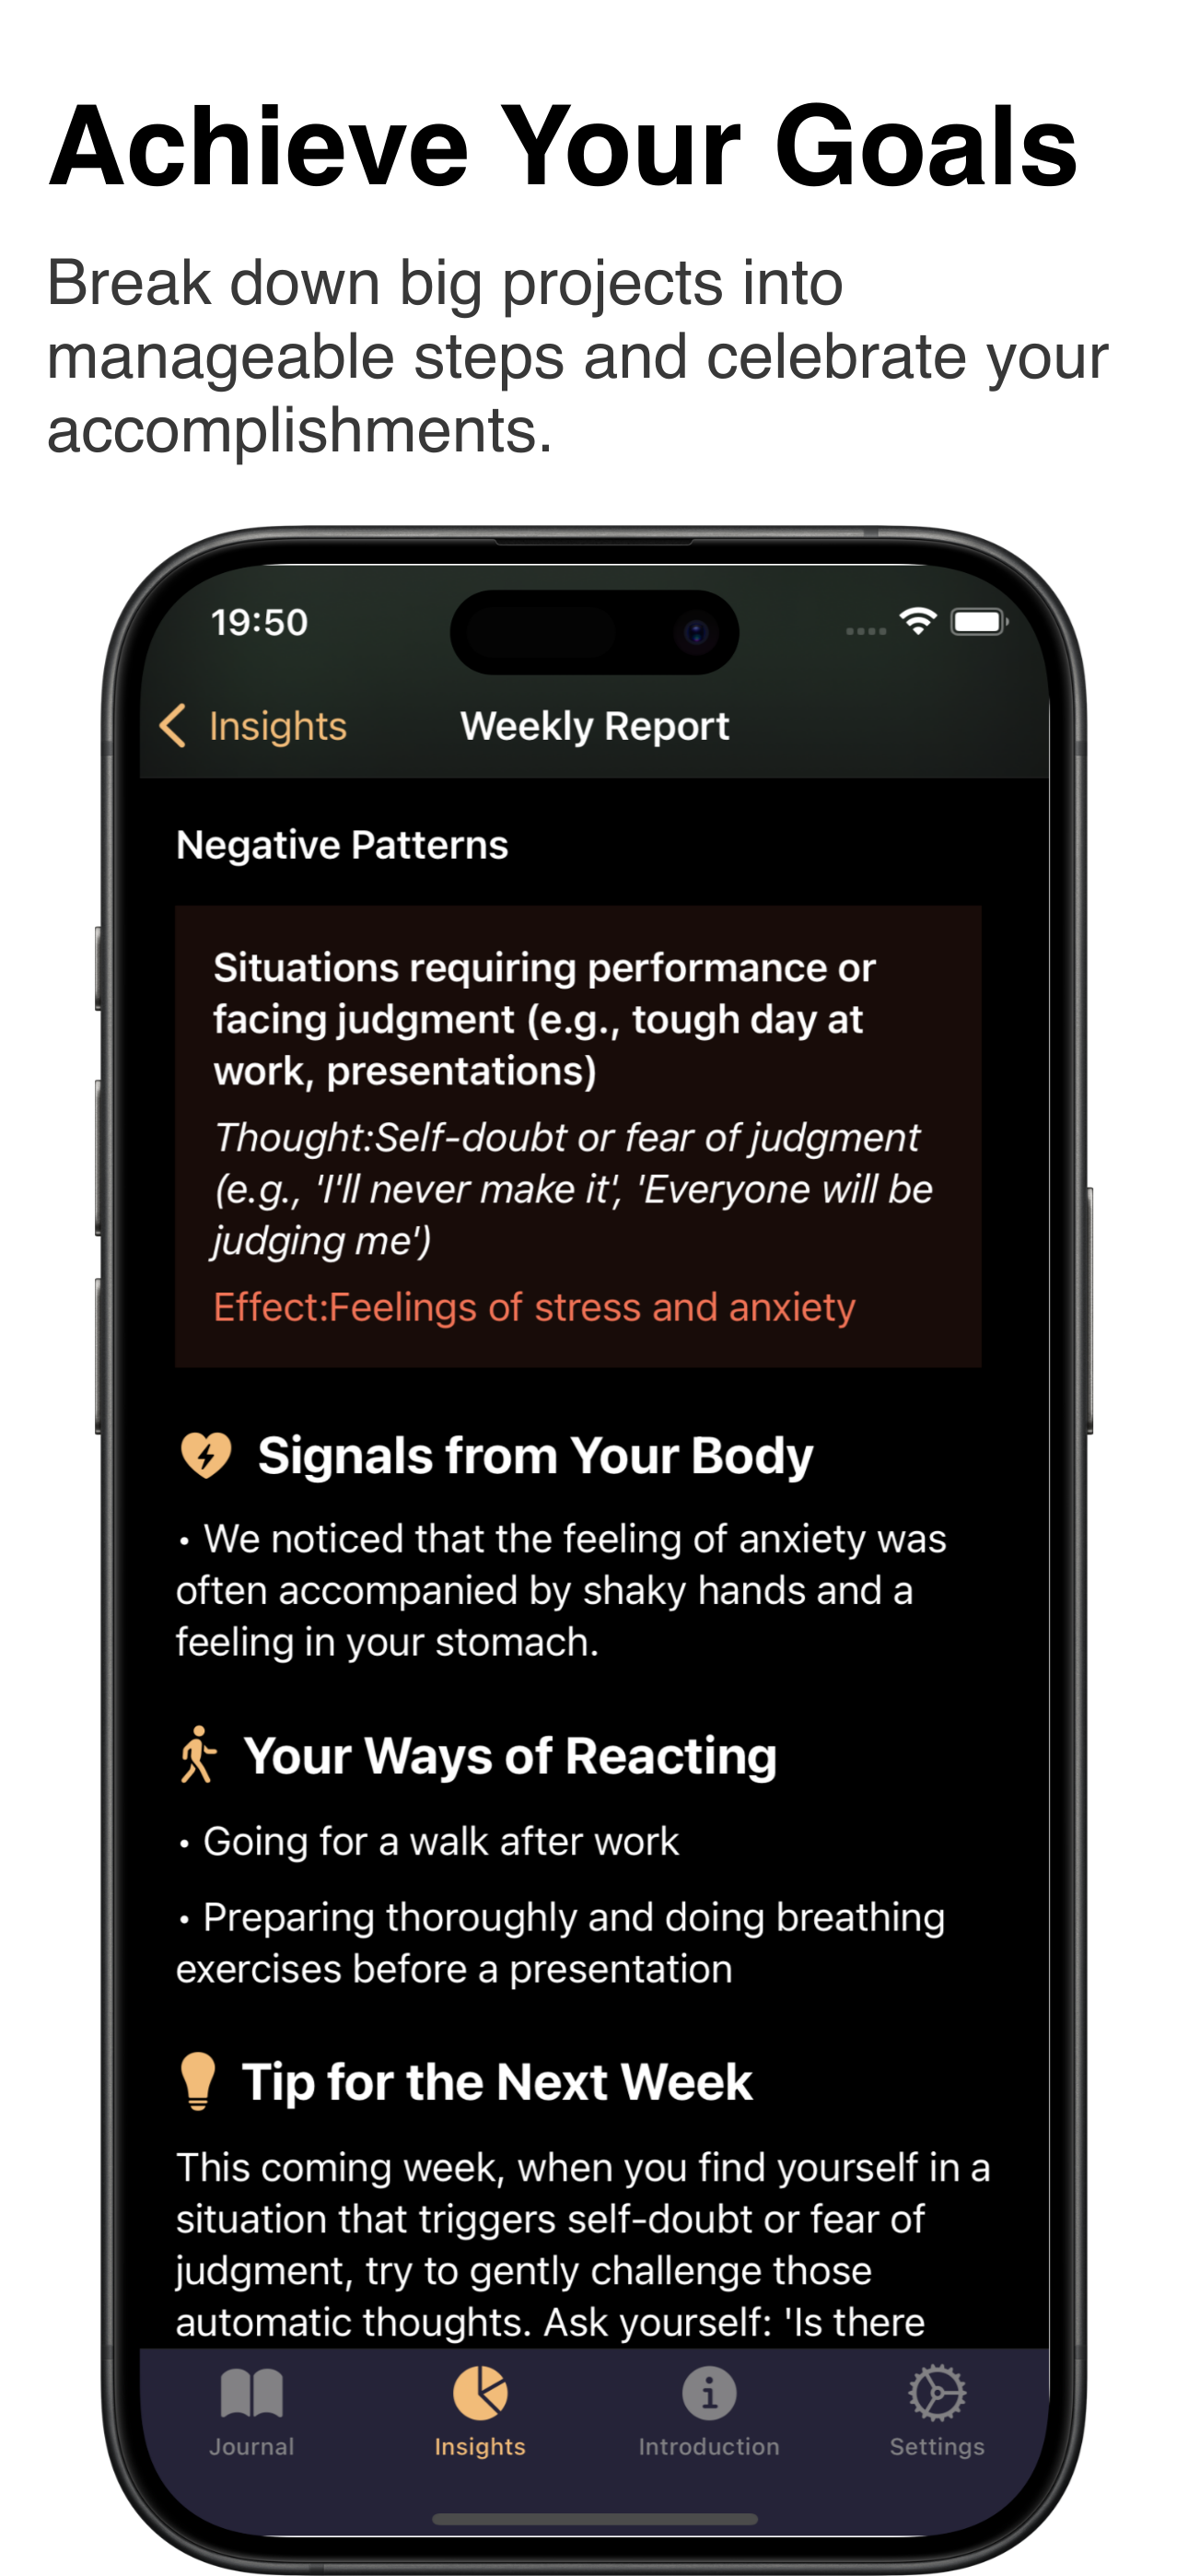 Achieve Your Goals
Break down big projects into
manageable steps and celebrate your
accomplishments.
19:50
Insights
Weekly Report
Negative Patterns
Situations requiring performance or
facing judgment (e.g., tough day at
work, presentations)
Thought:Self-doubt or fear of judgment
(e.g., 'I'll never make it', 'Everyone will be
judging me')
Effect:Feelings of stress and anxiety
Signals from Your Body
• We noticed that the feeling of anxiety was
often accompanied by shaky hands and a
feeling in your stomach.
Your Ways of Reacting
• Going for a walk after work
• Preparing thoroughly and doing breathing
exercises before a presentation
Tip for the Next Week
This coming week, when you find yourself in a
situation that triggers self-doubt or fear of
judgment, try to gently challenge those
automatic thoughts. Ask yourself: 'Is there
Journal
Insights
Introduction
Settings